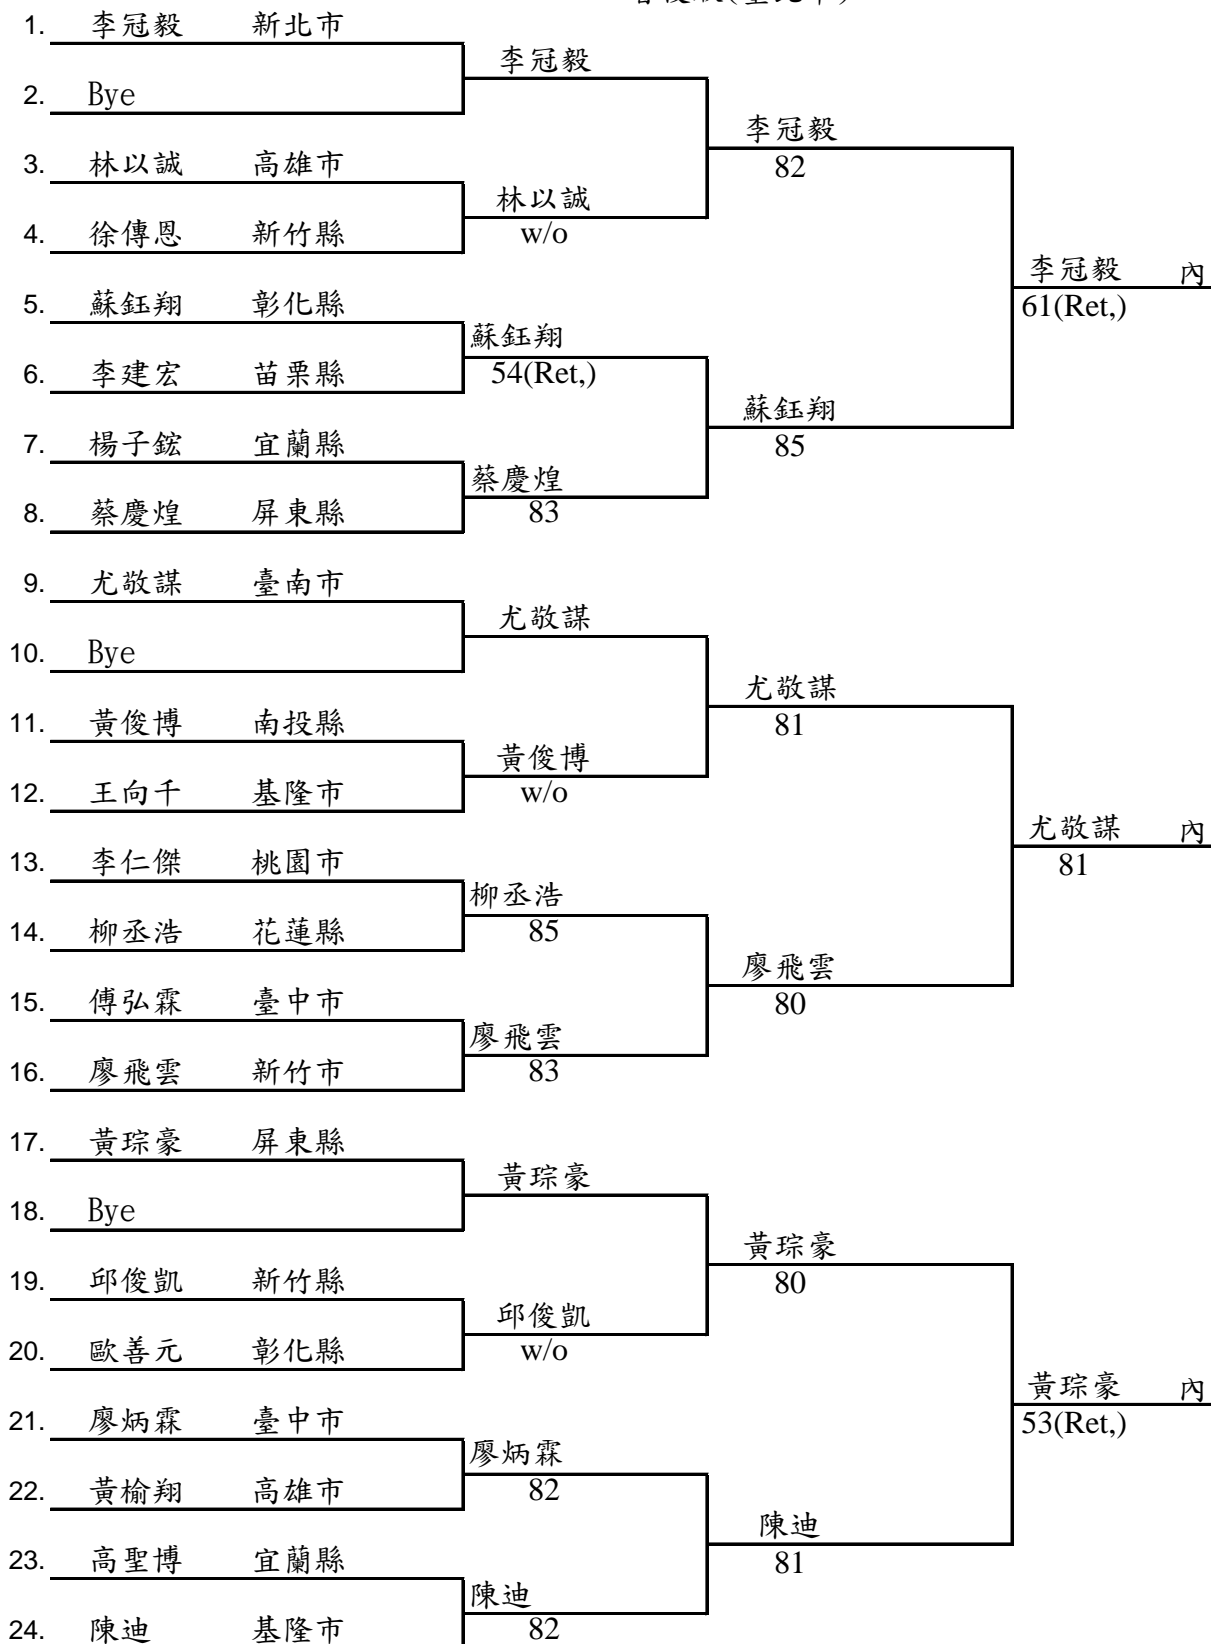 1. 李冠毅 新北市
李冠毅
2. Bye
李冠毅
82
3. 林以誠 高雄市
林以誠
w/o
4. 徐傳恩 新竹縣
李冠毅 內
61(Ret,)
5. 蘇鈺翔 彰化縣
蘇鈺翔
54(Ret,)
6. 李建宏 苗栗縣
蘇鈺翔
85
7. 楊子鋐 宜蘭縣
蔡慶煌
83
8. 蔡慶煌 屏東縣
9. 尤敬謀 臺南市
尤敬謀
10. Bye
尤敬謀
81
11. 黃俊博 南投縣
黃俊博
w/o
12. 王向千 基隆市
尤敬謀 內
81
13. 李仁傑 桃園市
柳丞浩
85
14. 柳丞浩 花蓮縣
廖飛雲
80
15. 傅弘霖 臺中市
廖飛雲
83
16. 廖飛雲 新竹市
17. 黃琮豪 屏東縣
黃琮豪
18. Bye
黃琮豪
80
19. 邱俊凱 新竹縣
邱俊凱
w/o
20. 歐善元 彰化縣
黃琮豪 內
53(Ret,)
21. 廖炳霖 臺中市
廖炳霖
82
22. 黃榆翔 高雄市
陳迪
81
23. 高聖博 宜蘭縣
陳迪
82
24. 陳迪 基隆市